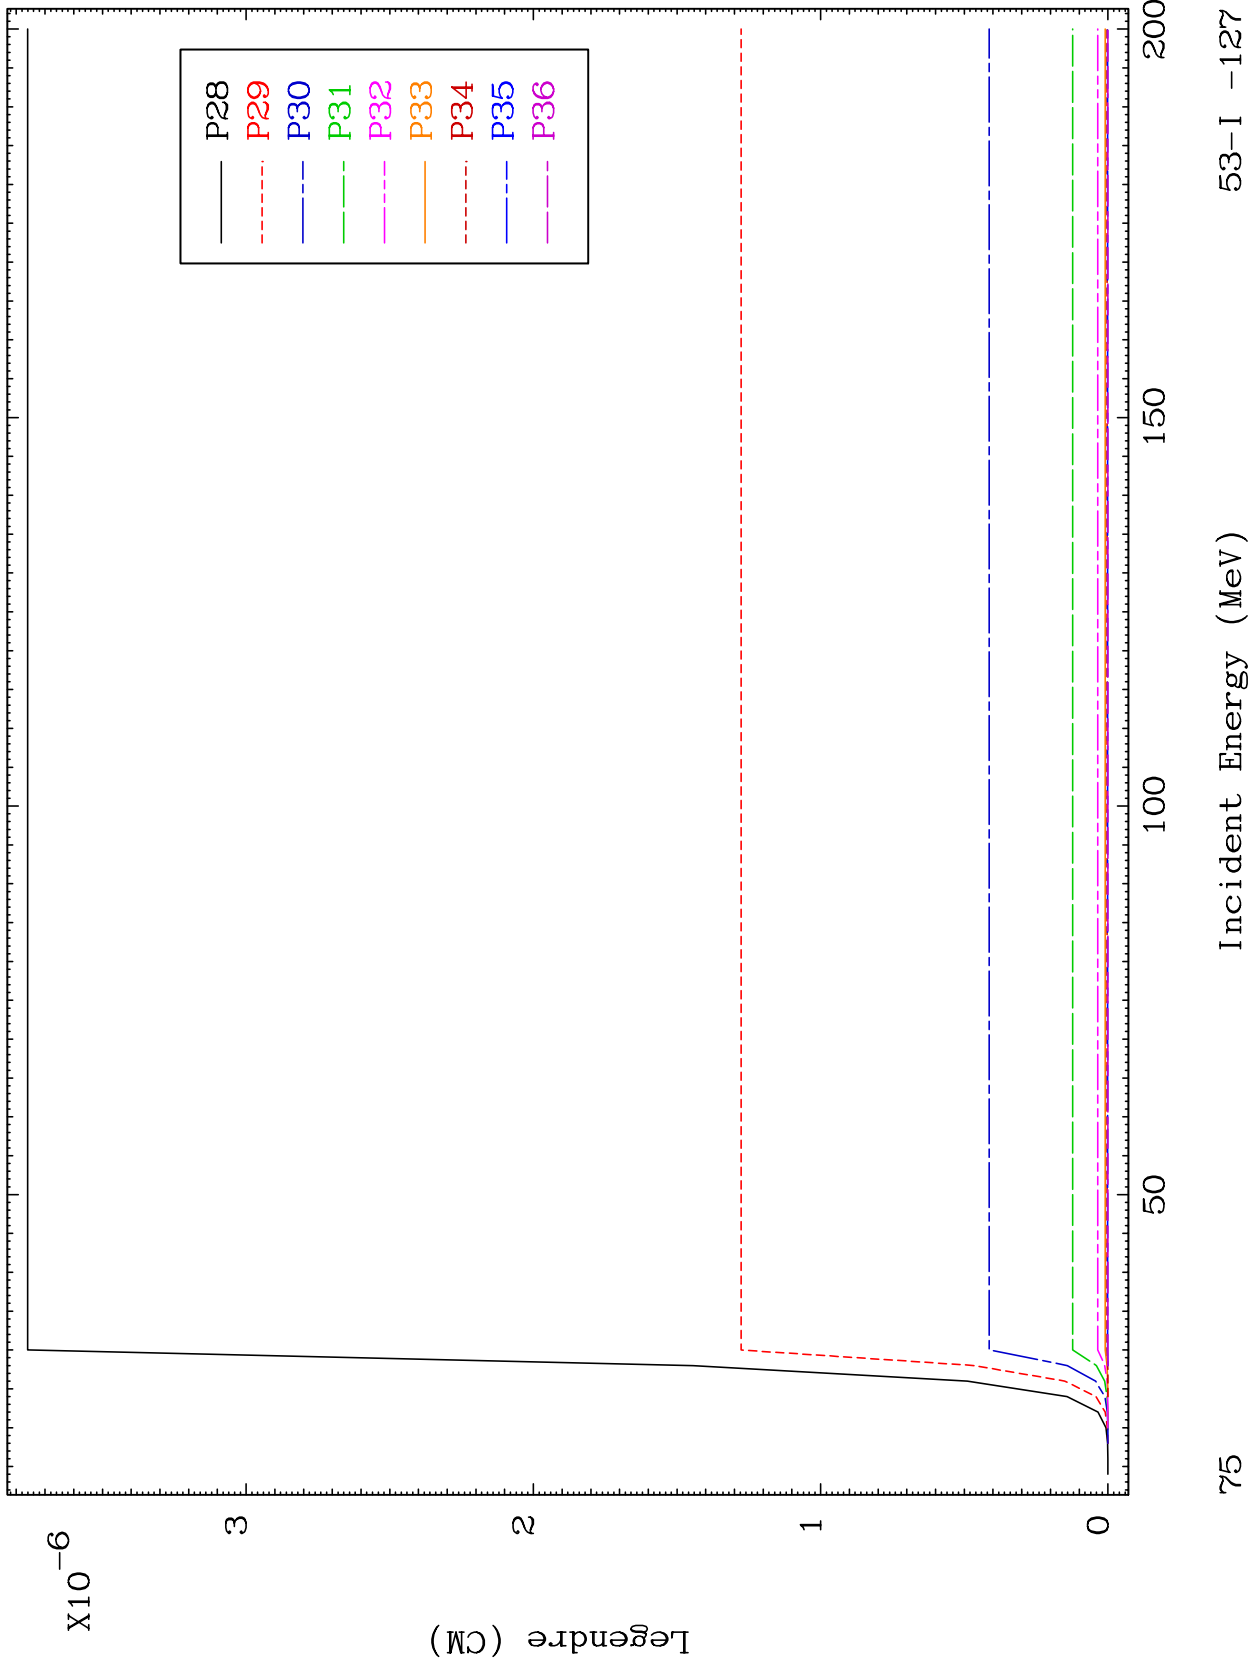 X10-6
3
2
1
0
Legendre (CM)
P28
P29
P30
P31
P32
P33
P34
P35
P36
50
100
150
200
Incident Energy (MeV)
75
53-I -127